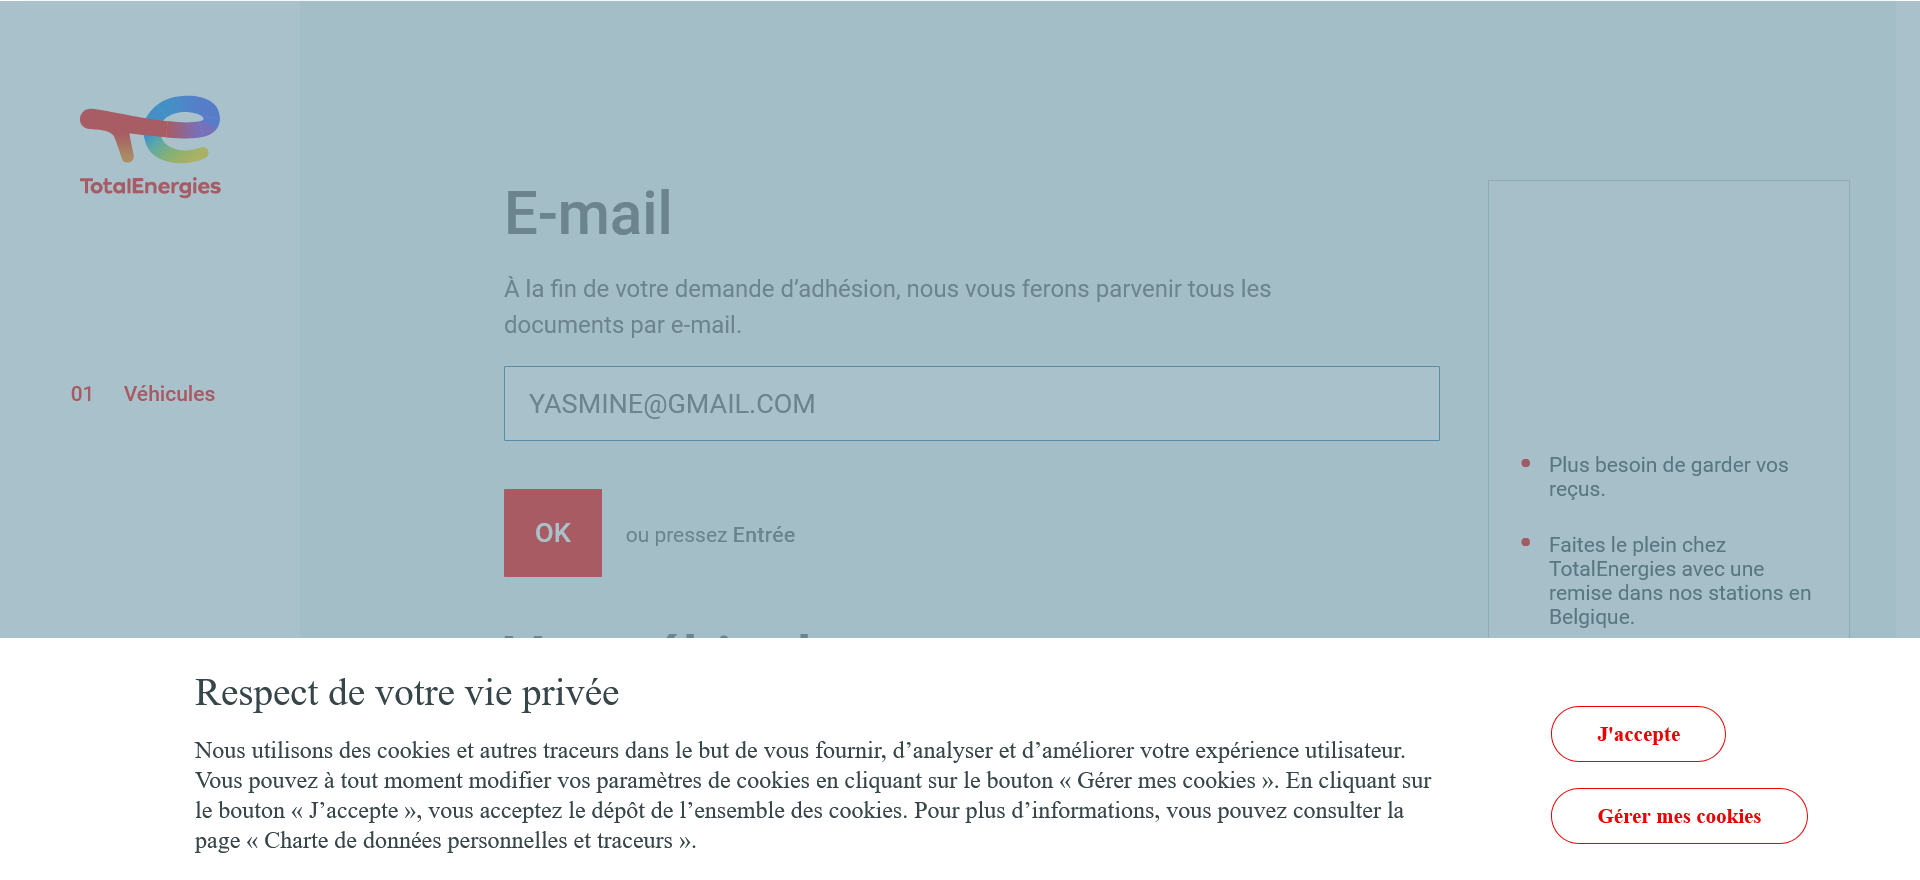 TotalEnergies
01 Véhicules
E-mail
À la fin de votre demande d’adhésion, nous vous ferons parvenir tous les
documents par e-mail.
YASMINE@GMAIL.COM
OK
ou pressez Entrée
Plus besoin de garder vos
reçus.
Faites le plein chez
TotalEnergies avec une
remise dans nos stations en
Belgique.
Respect de votre vie privée
Nous utilisons des cookies et autres traceurs dans le but de vous fournir, d’analyser et d’améliorer votre expérience utilisateur.
Vous pouvez à tout moment modifier vos paramètres de cookies en cliquant sur le bouton « Gérer mes cookies ». En cliquant sur
le bouton « J’accepte », vous acceptez le dépôt de l’ensemble des cookies. Pour plus d’informations, vous pouvez consulter la
page « Charte de données personnelles et traceurs ».
J'accepte
Gérer mes cookies